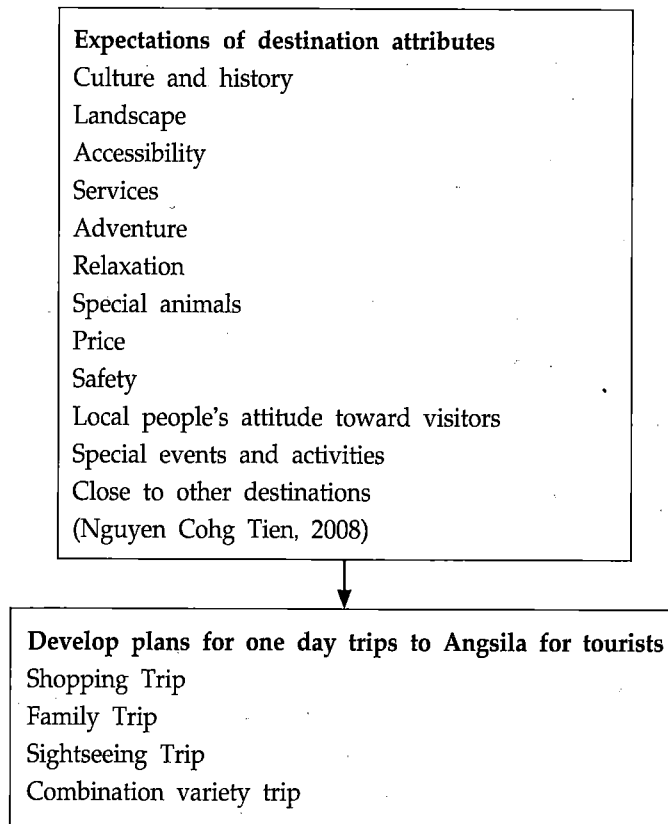 Expectations of destination attributes
Culture and history
Landscape
Accessibility
Services
Adventure
Relaxation
Special animals
Price
Safety
Local people's attitude toward visitors
Special events and activities
Close to other destinations
(Nguyen Cohg Tien, 2008)
Develop plans for one day trips to Angsila for tourists
Shopping Trip
Family Trip
Sightseeing Trip
Combination variety trip